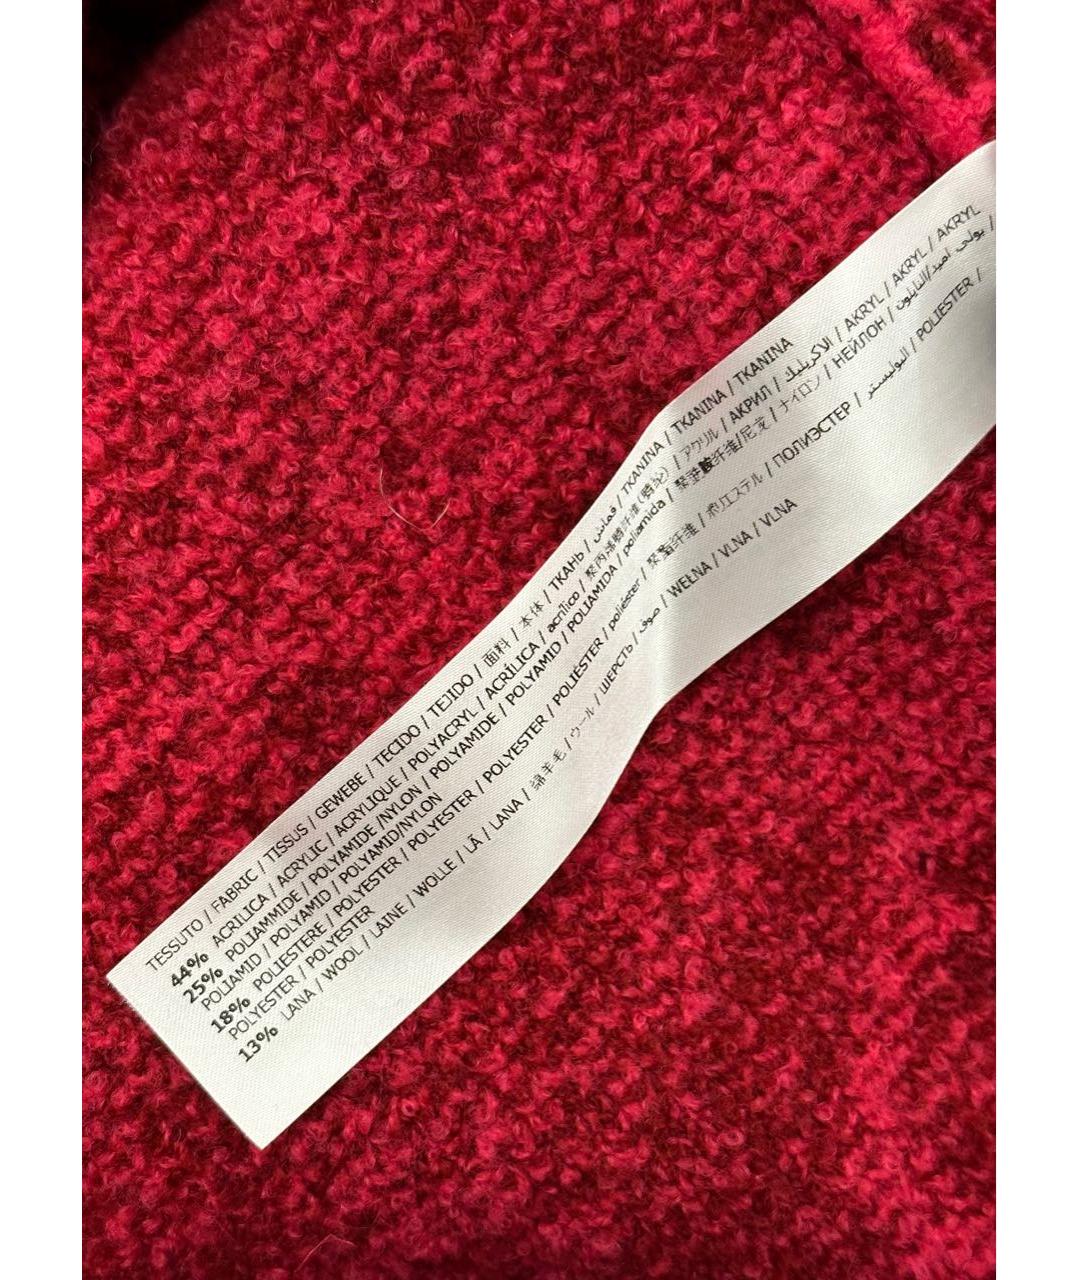 TESSUTO / FABRIC / TISSUS / GEWEBE / TECIDO / TEJIDO / 面料 / 本体 / ТКАНЬ / قماش / TKANINA / TKANINA / TKANINA
44% ACRILICA / ACRYLIC / ACRYLIQUE / POLYACRYL / ACRÍLICA / acrílico / 聚丙烯腈纤维(腈纶) / アクリル / АКРИЛ / الاكريليك / AKRYL / AKRYL / AKRYL
25% POLIAMMIDE / POLYAMIDE /NYLON / POLYAMIDE / POLYAMID / POLIAMIDA / poliamida / 聚酰胺纤维/尼龙 / ナイロン / НЕЙЛОН / بولي اميد/النايلون /
POLIAMID / POLYAMID / POLYAMID/NYLON
18% POLIESTERE / POLYESTER / POLYESTER / POLYESTER / POLIÉSTER / poliéster / 聚酯纤维 / ポリエステル / ПОЛИЭСТЕР / البوليستر / POLIESTER /
POLYESTER / POLYESTER
13% LANA / WOOL / LAINE / WOLLE / LÃ / LANA / 绵羊毛 / ウール / ШЕРСТЬ / صوف / WEŁNA / VLNA / VLNA